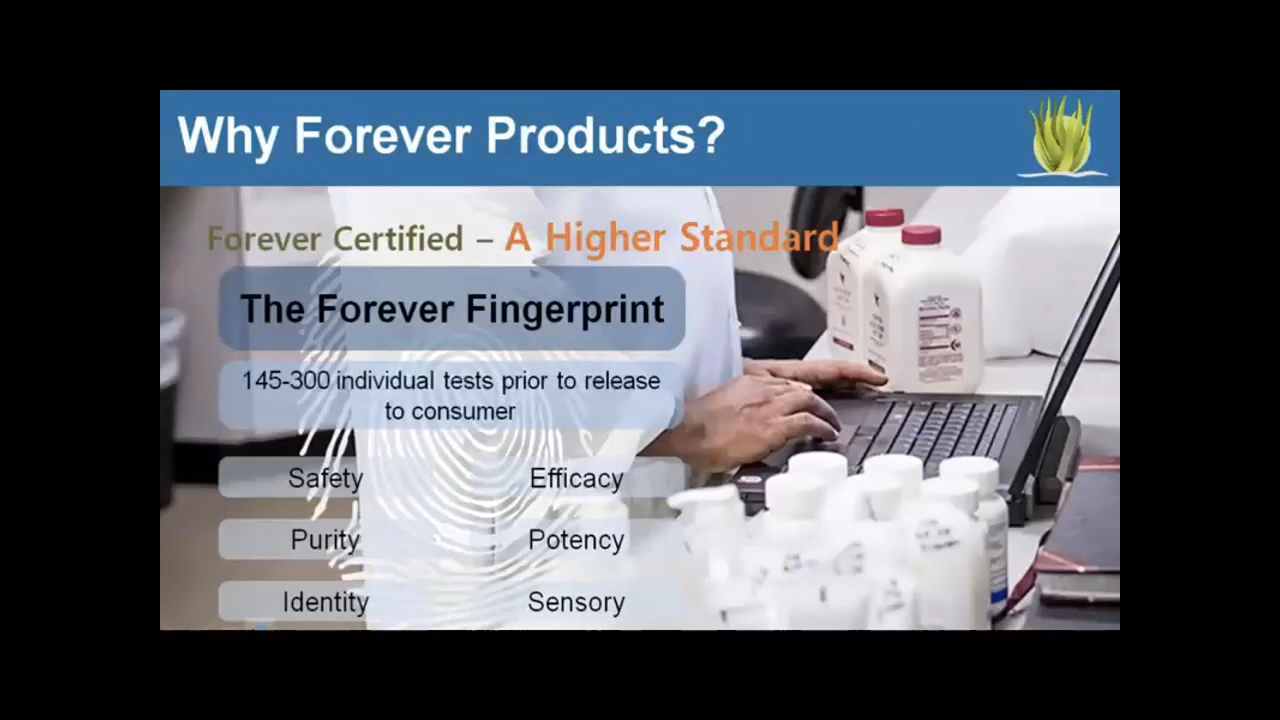 Why Forever Products?
Forever Certified – A Higher Standard
The Forever Fingerprint
145-300 individual tests prior to release
to consumer
Safety Efficacy
Purity Potency
Identity Sensory